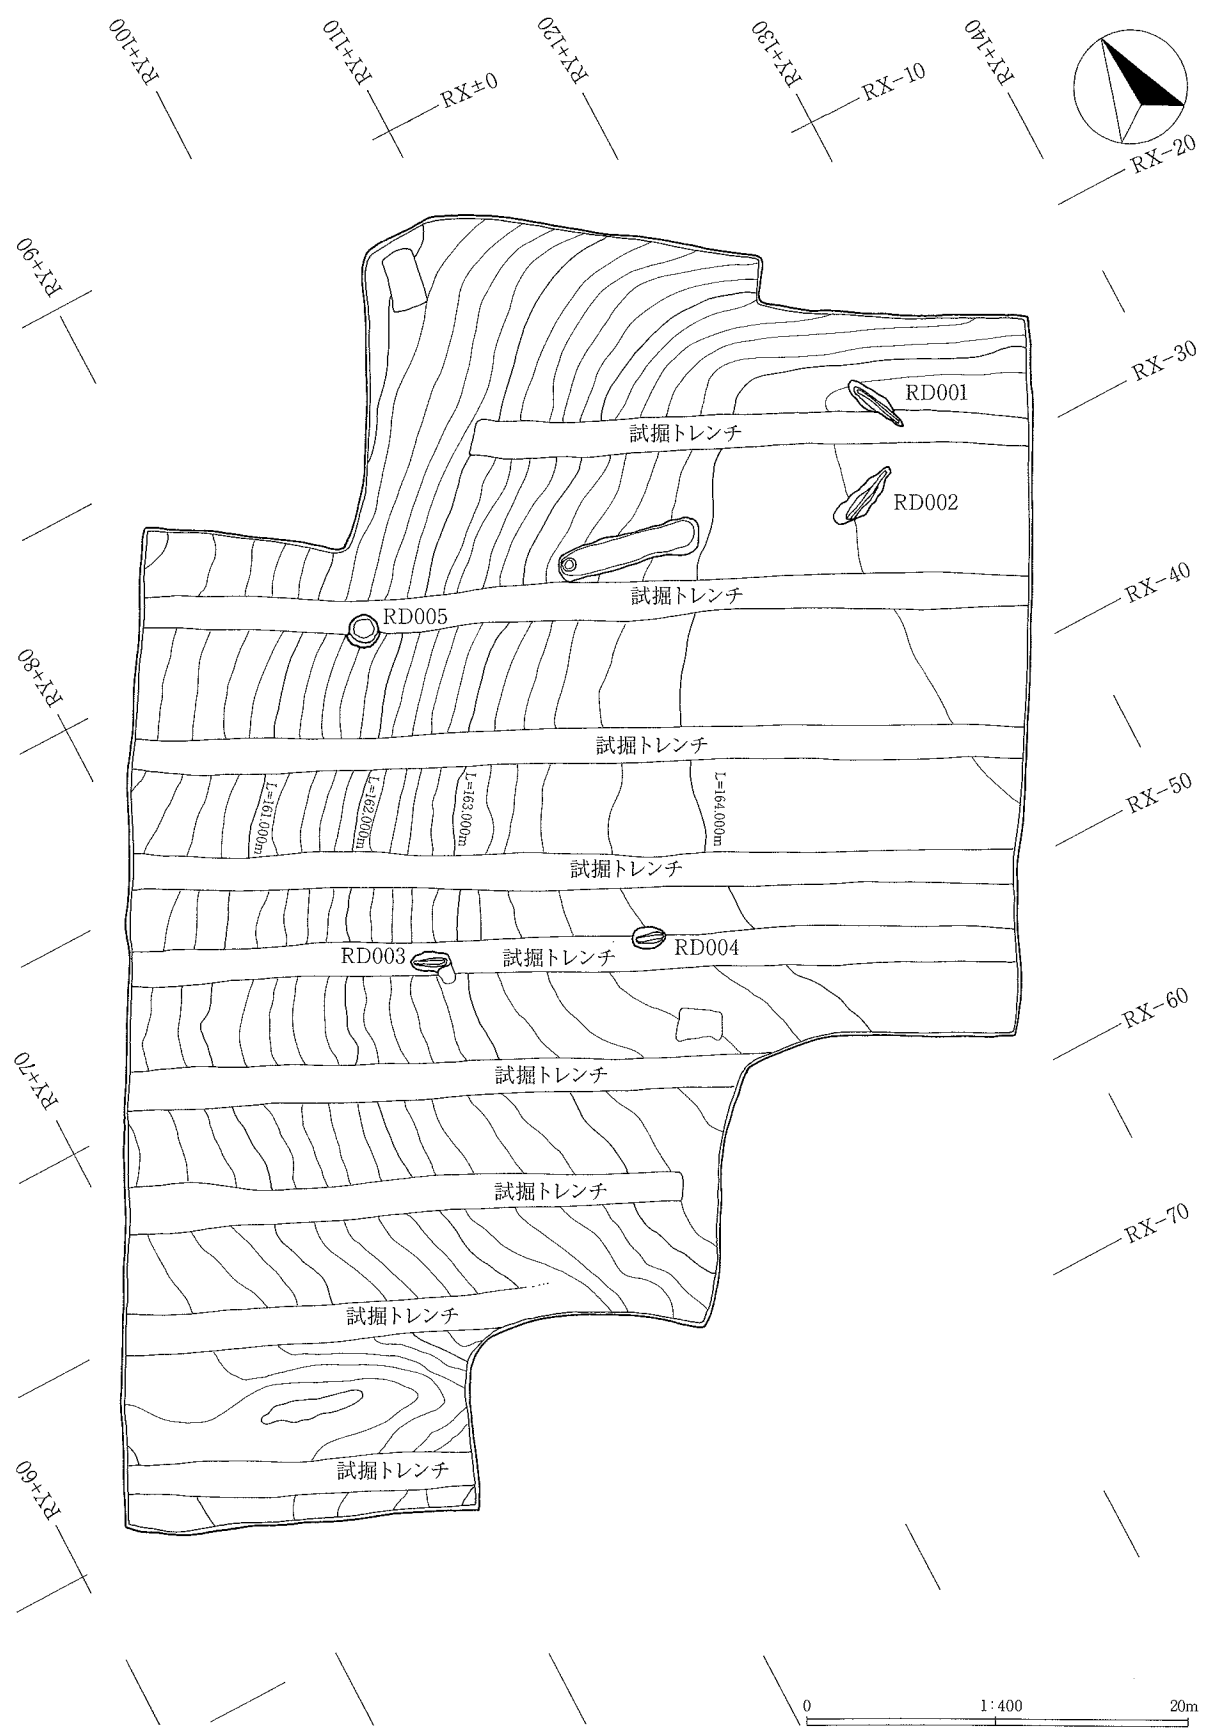 RY+100
RY+110
RX±0
RY+120
RY+130
RX-10
RY+140
RX-20
RY+90
RX-30
RD001
試掘トレンチ
RD002
RX-40
試掘トレンチ
RD005
RY+80
試掘トレンチ
L=161.000m
L=162.000m
L=163.000m
L=164.000m
RX-50
試掘トレンチ
RD003
試掘トレンチ
RD004
RX-60
RY+70
試掘トレンチ
試掘トレンチ
RX-70
試掘トレンチ
RY+60
試掘トレンチ
0
1:400
20m